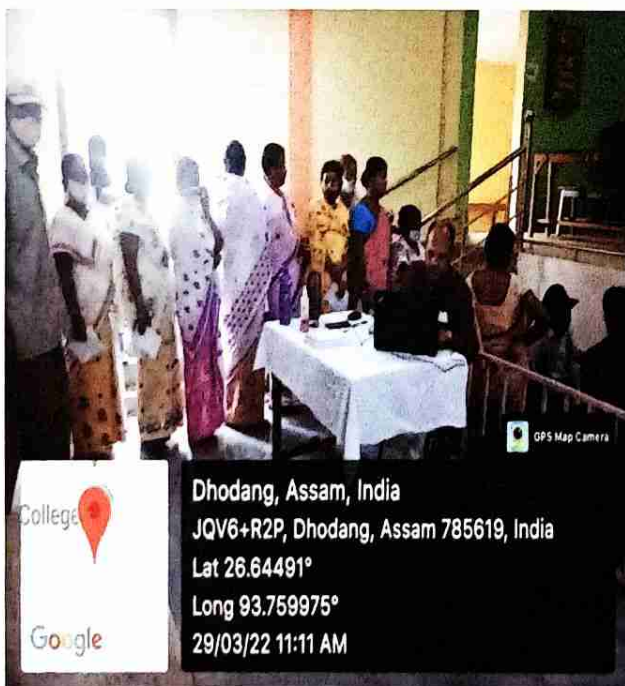 GPS Map Camera
College
Google
Dhodang, Assam, India
JQV6+R2P, Dhodang, Assam 785619, India
Lat 26.64491°
Long 93.759975°
29/03/22 11:11 AM